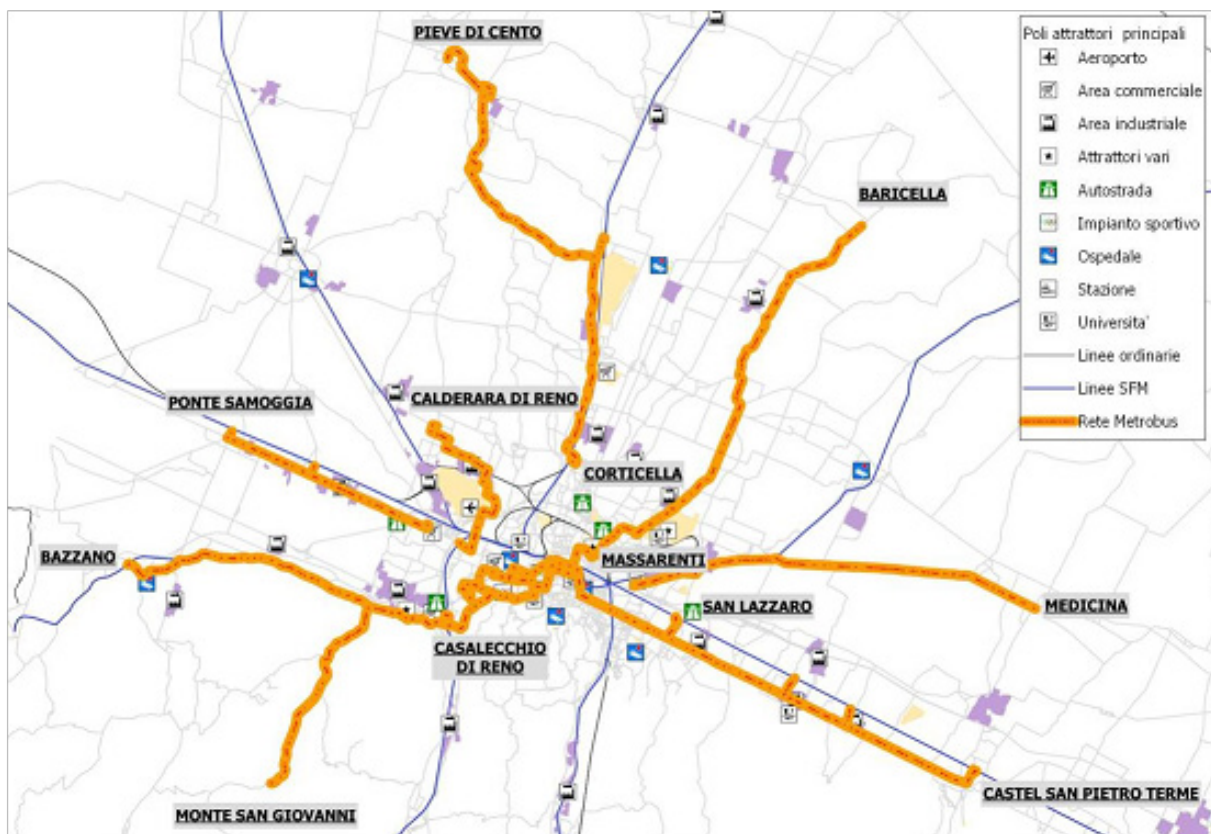 PIEVE DI CENTO
BARICELLA
PONTE SAMOGGIA
CALDERARA DI RENO
CORTICELLA
BAZZANO
MASSARENTI
SAN LAZZARO
MEDICINA
CASALECCHIO
DI RENO
MONTE SAN GIOVANNI
CASTEL SAN PIETRO TERME
Poli attrattori principali
Aeroporto
Area commerciale
Area industriale
Attrattori vari
Autostrada
Impianto sportivo
Ospedale
Stazione
Universita'
Linee ordinarie
Linee SFM
Rete Metrobus